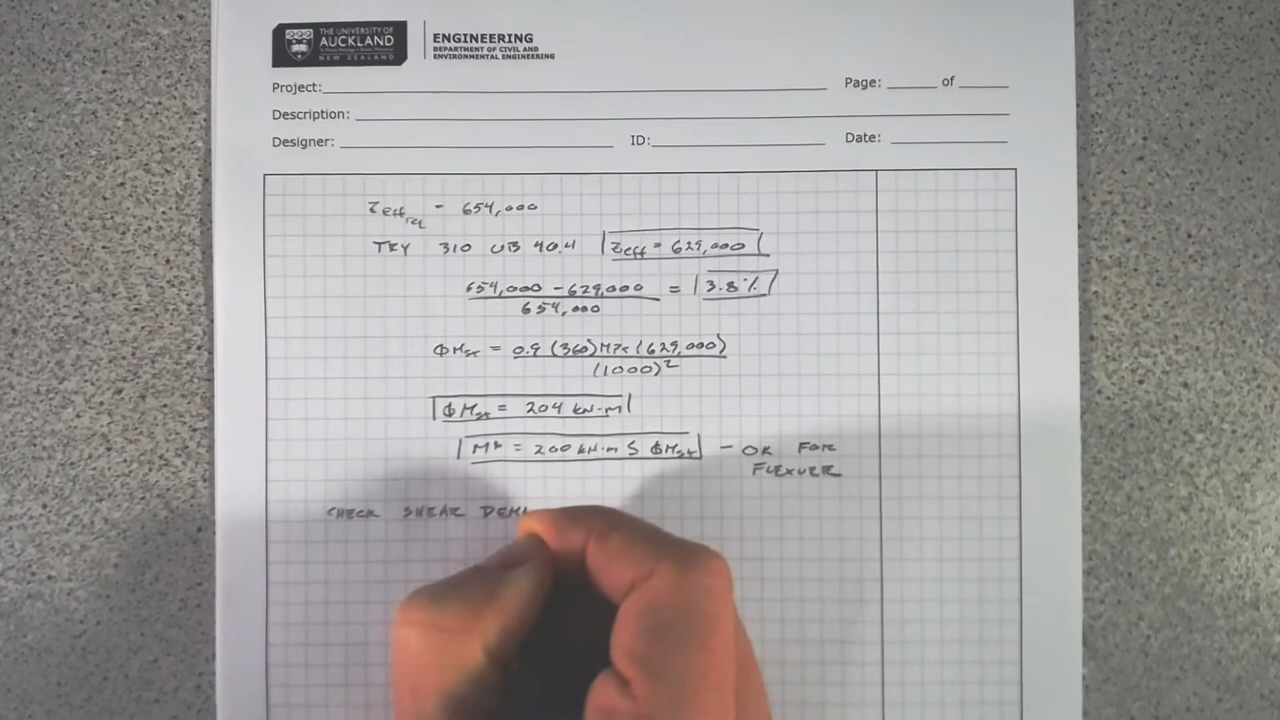 THE UNIVERSITY OF
AUCKLAND
NEW ZEALAND
ENGINEERING
DEPARTMENT OF CIVIL AND
ENVIRONMENTAL ENGINEERING
Project:
Page: of
Description:
Designer: ID: Date:
Zeff = 654,000
TRY 310 UB 40.4 Zeff = 629,000
654,000 - 629,000 = 3.8%
654,000
ϕMsx = 0.9 (360) MPa (629,000)
(1000)²
ϕMsx = 204 kN·m
M* = 200 kN·m ≤ ϕMsx - OK FOR
FLEXURE
CHECK SHEAR DEM